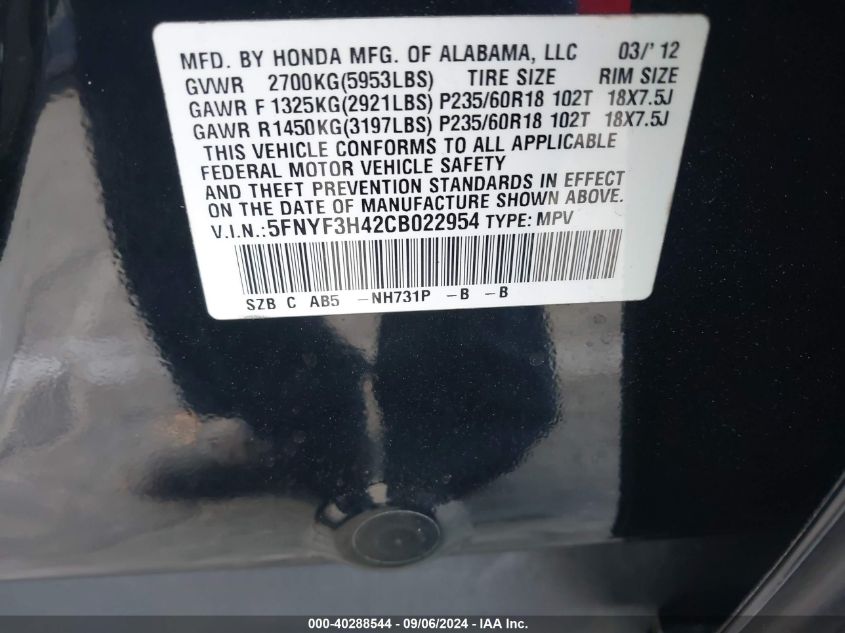 MFD. BY HONDA MFG. OF ALABAMA, LLC 03/'12
GVWR 2700KG(5953LBS) TIRE SIZE RIM SIZE
GAWR F 1325KG(2921LBS) P235/60R18 102T 18X7.5J
GAWR R1450KG(3197LBS) P235/60R18 102T 18X7.5J
THIS VEHICLE CONFORMS TO ALL APPLICABLE
FEDERAL MOTOR VEHICLE SAFETY
AND THEFT PREVENTION STANDARDS IN EFFECT
ON THE DATE OF MANUFACTURE SHOWN ABOVE.
V.I.N.:5FNYF3H42CB022954 TYPE: MPV
SZB C AB5 -NH731P -B -B
000-40288544 - 09/06/2024 - IAA Inc.